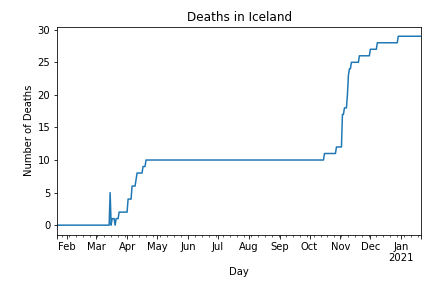 Deaths in Iceland
30
25
20
15
10
5
0
Number of Deaths
Feb Mar Apr May Jun Jul Aug Sep Oct Nov Dec Jan
2021
Day